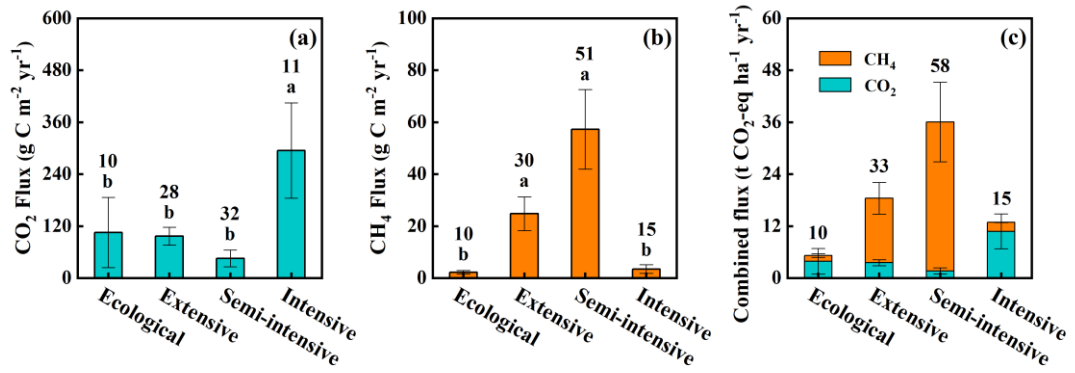 (a)
CO₂ Flux (g C m⁻² yr⁻¹)
600
480
360
240
120
0
10
b
28
b
32
b
11
a
Ecological
Extensive
Semi-intensive
Intensive
(b)
CH₄ Flux (g C m⁻² yr⁻¹)
100
80
60
40
20
0
10
b
30
a
51
a
15
b
Ecological
Extensive
Semi-intensive
Intensive
(c)
Combined flux (t CO₂-eq ha⁻¹ yr⁻¹)
60
48
36
24
12
0
CH₄
CO₂
10
33
58
15
Ecological
Extensive
Semi-intensive
Intensive